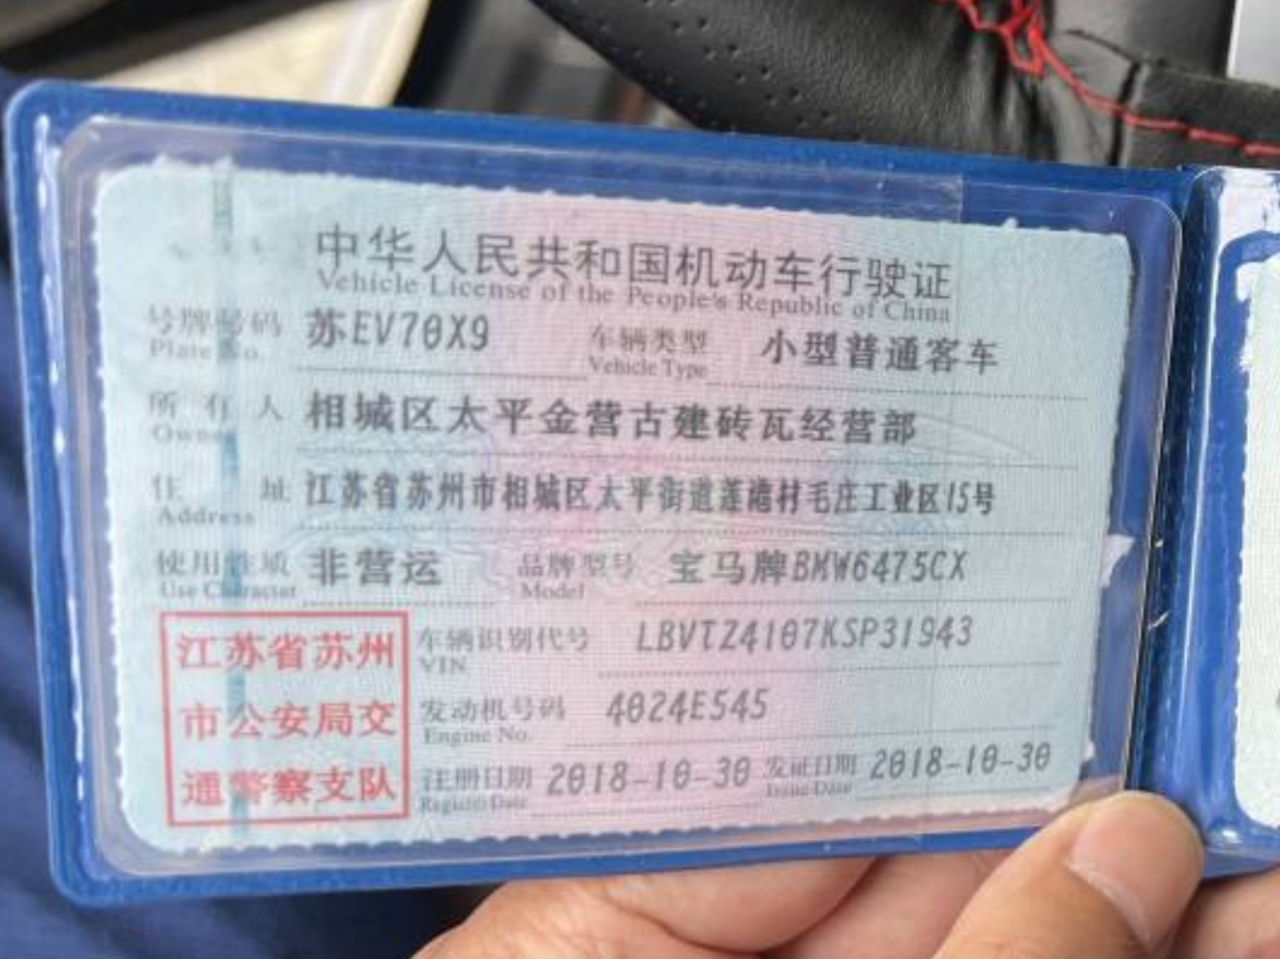 中华人民共和国机动车行驶证
Vehicle License of the People's Republic of China
号牌号码 苏EV70X9 车辆类型 小型普通客车
Plate No. Vehicle Type
所有人 相城区太平金营古建砖瓦经营部
Owner
住址 江苏省苏州市相城区太平街道莲港村毛庄工业区15号
Address
使用性质 非营运 品牌型号 宝马牌BMW6475CX
Use Character Model
江苏省苏州
市公安局交
通警察支队
车辆识别代号 LBVTZ4107KSP31943
VIN
发动机号码 4024E545
Engine No.
注册日期 2018-10-30 发证日期 2018-10-30
Register Date Issue Date